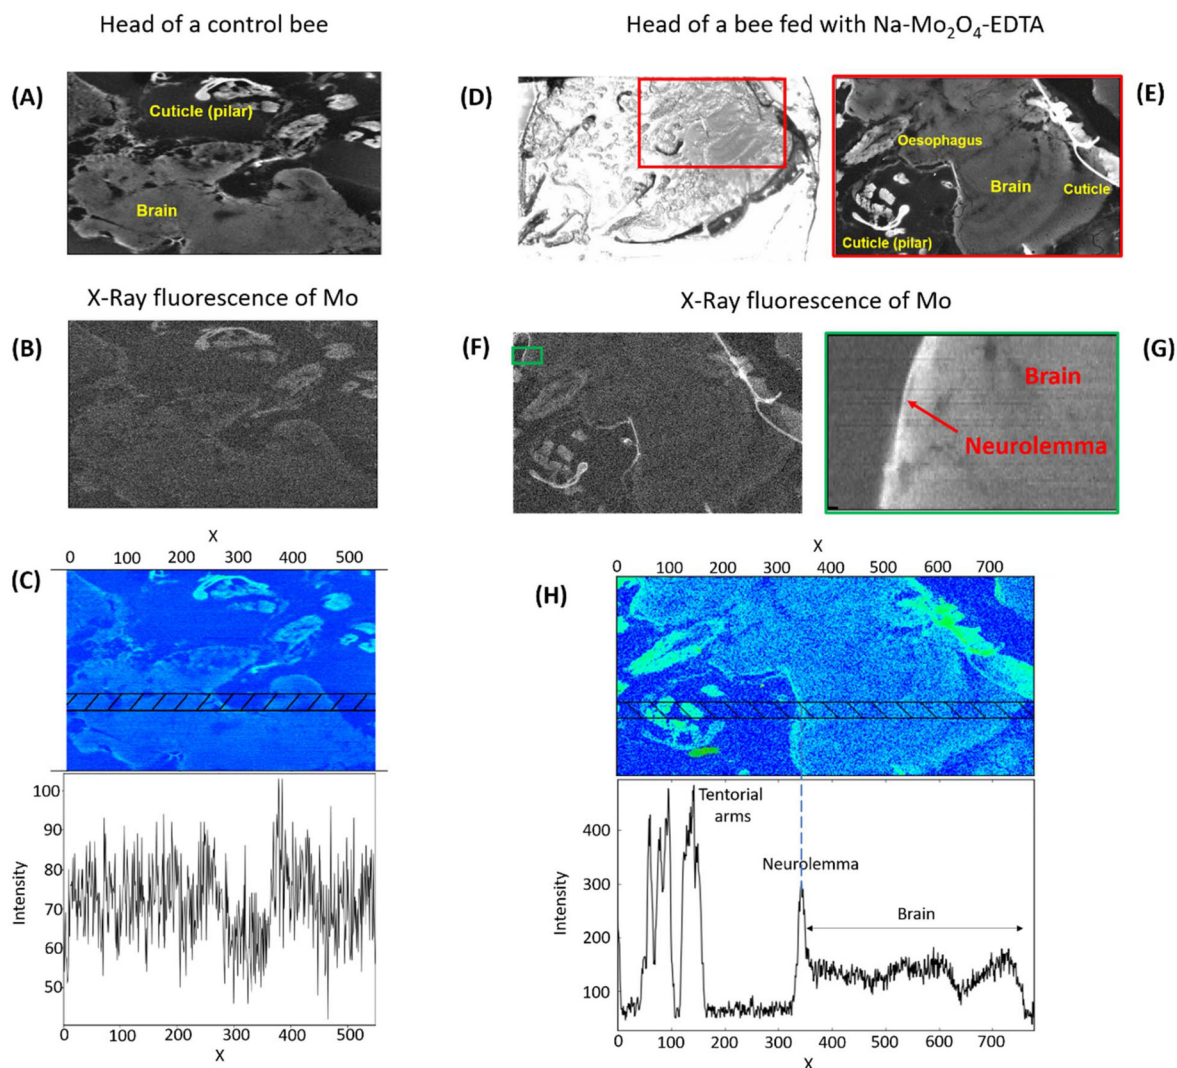 Head of a control bee
Head of a bee fed with Na-Mo₂O₄-EDTA
(A)
Cuticle (pilar)
Brain
(D)
(E)
Oesophagus
Brain
Cuticle
Cuticle (pilar)
X-Ray fluorescence of Mo
X-Ray fluorescence of Mo
(B)
(F)
(G)
Brain
Neurolemma
X
0 100 200 300 400 500
(C)
100
90
80
70
60
50
Intensity
0 100 200 300 400 500
X
X
0 100 200 300 400 500 600 700
(H)
Tentorial
arms
Neurolemma
Brain
400
300
200
100
Intensity
0 100 200 300 400 500 600 700
X